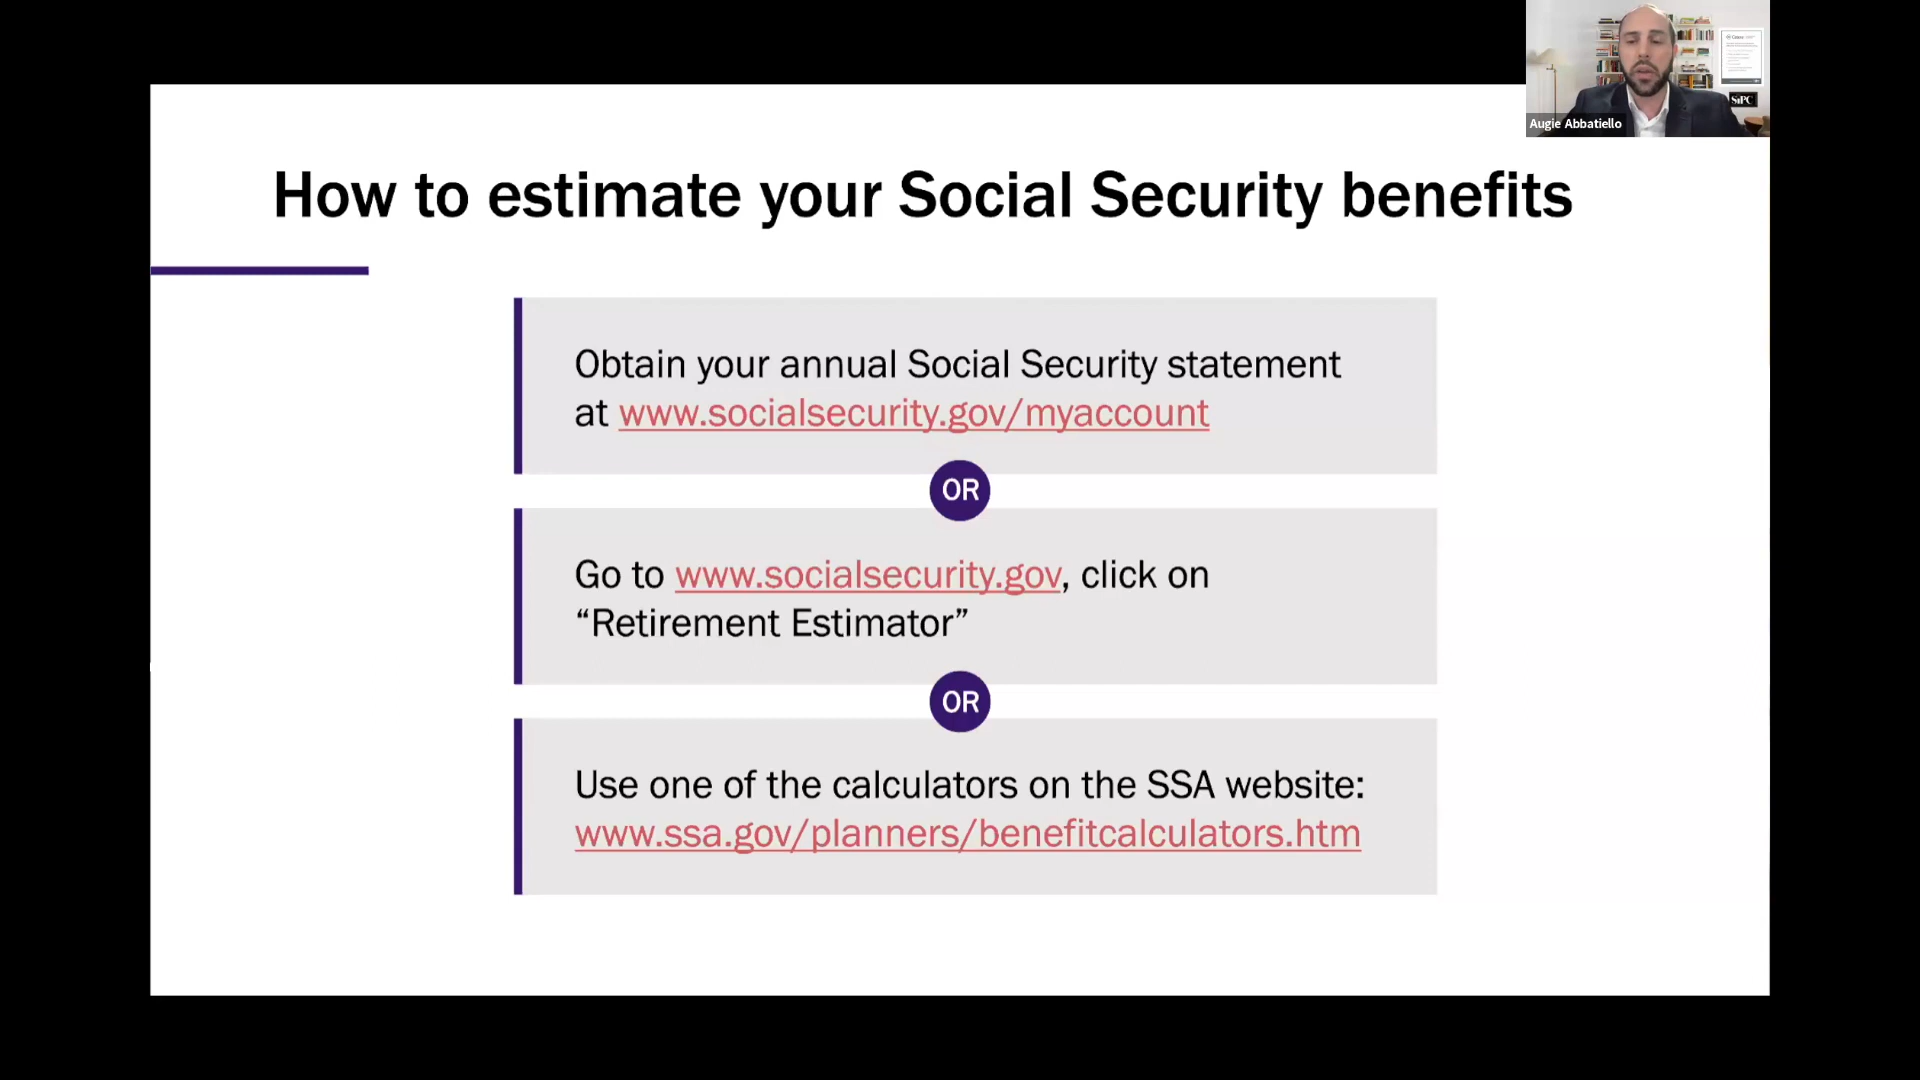 Augie Abbatiello
SiPC
How to estimate your Social Security benefits
Obtain your annual Social Security statement
at www.socialsecurity.gov/myaccount
OR
Go to www.socialsecurity.gov, click on
“Retirement Estimator”
OR
Use one of the calculators on the SSA website:
www.ssa.gov/planners/benefitcalculators.htm